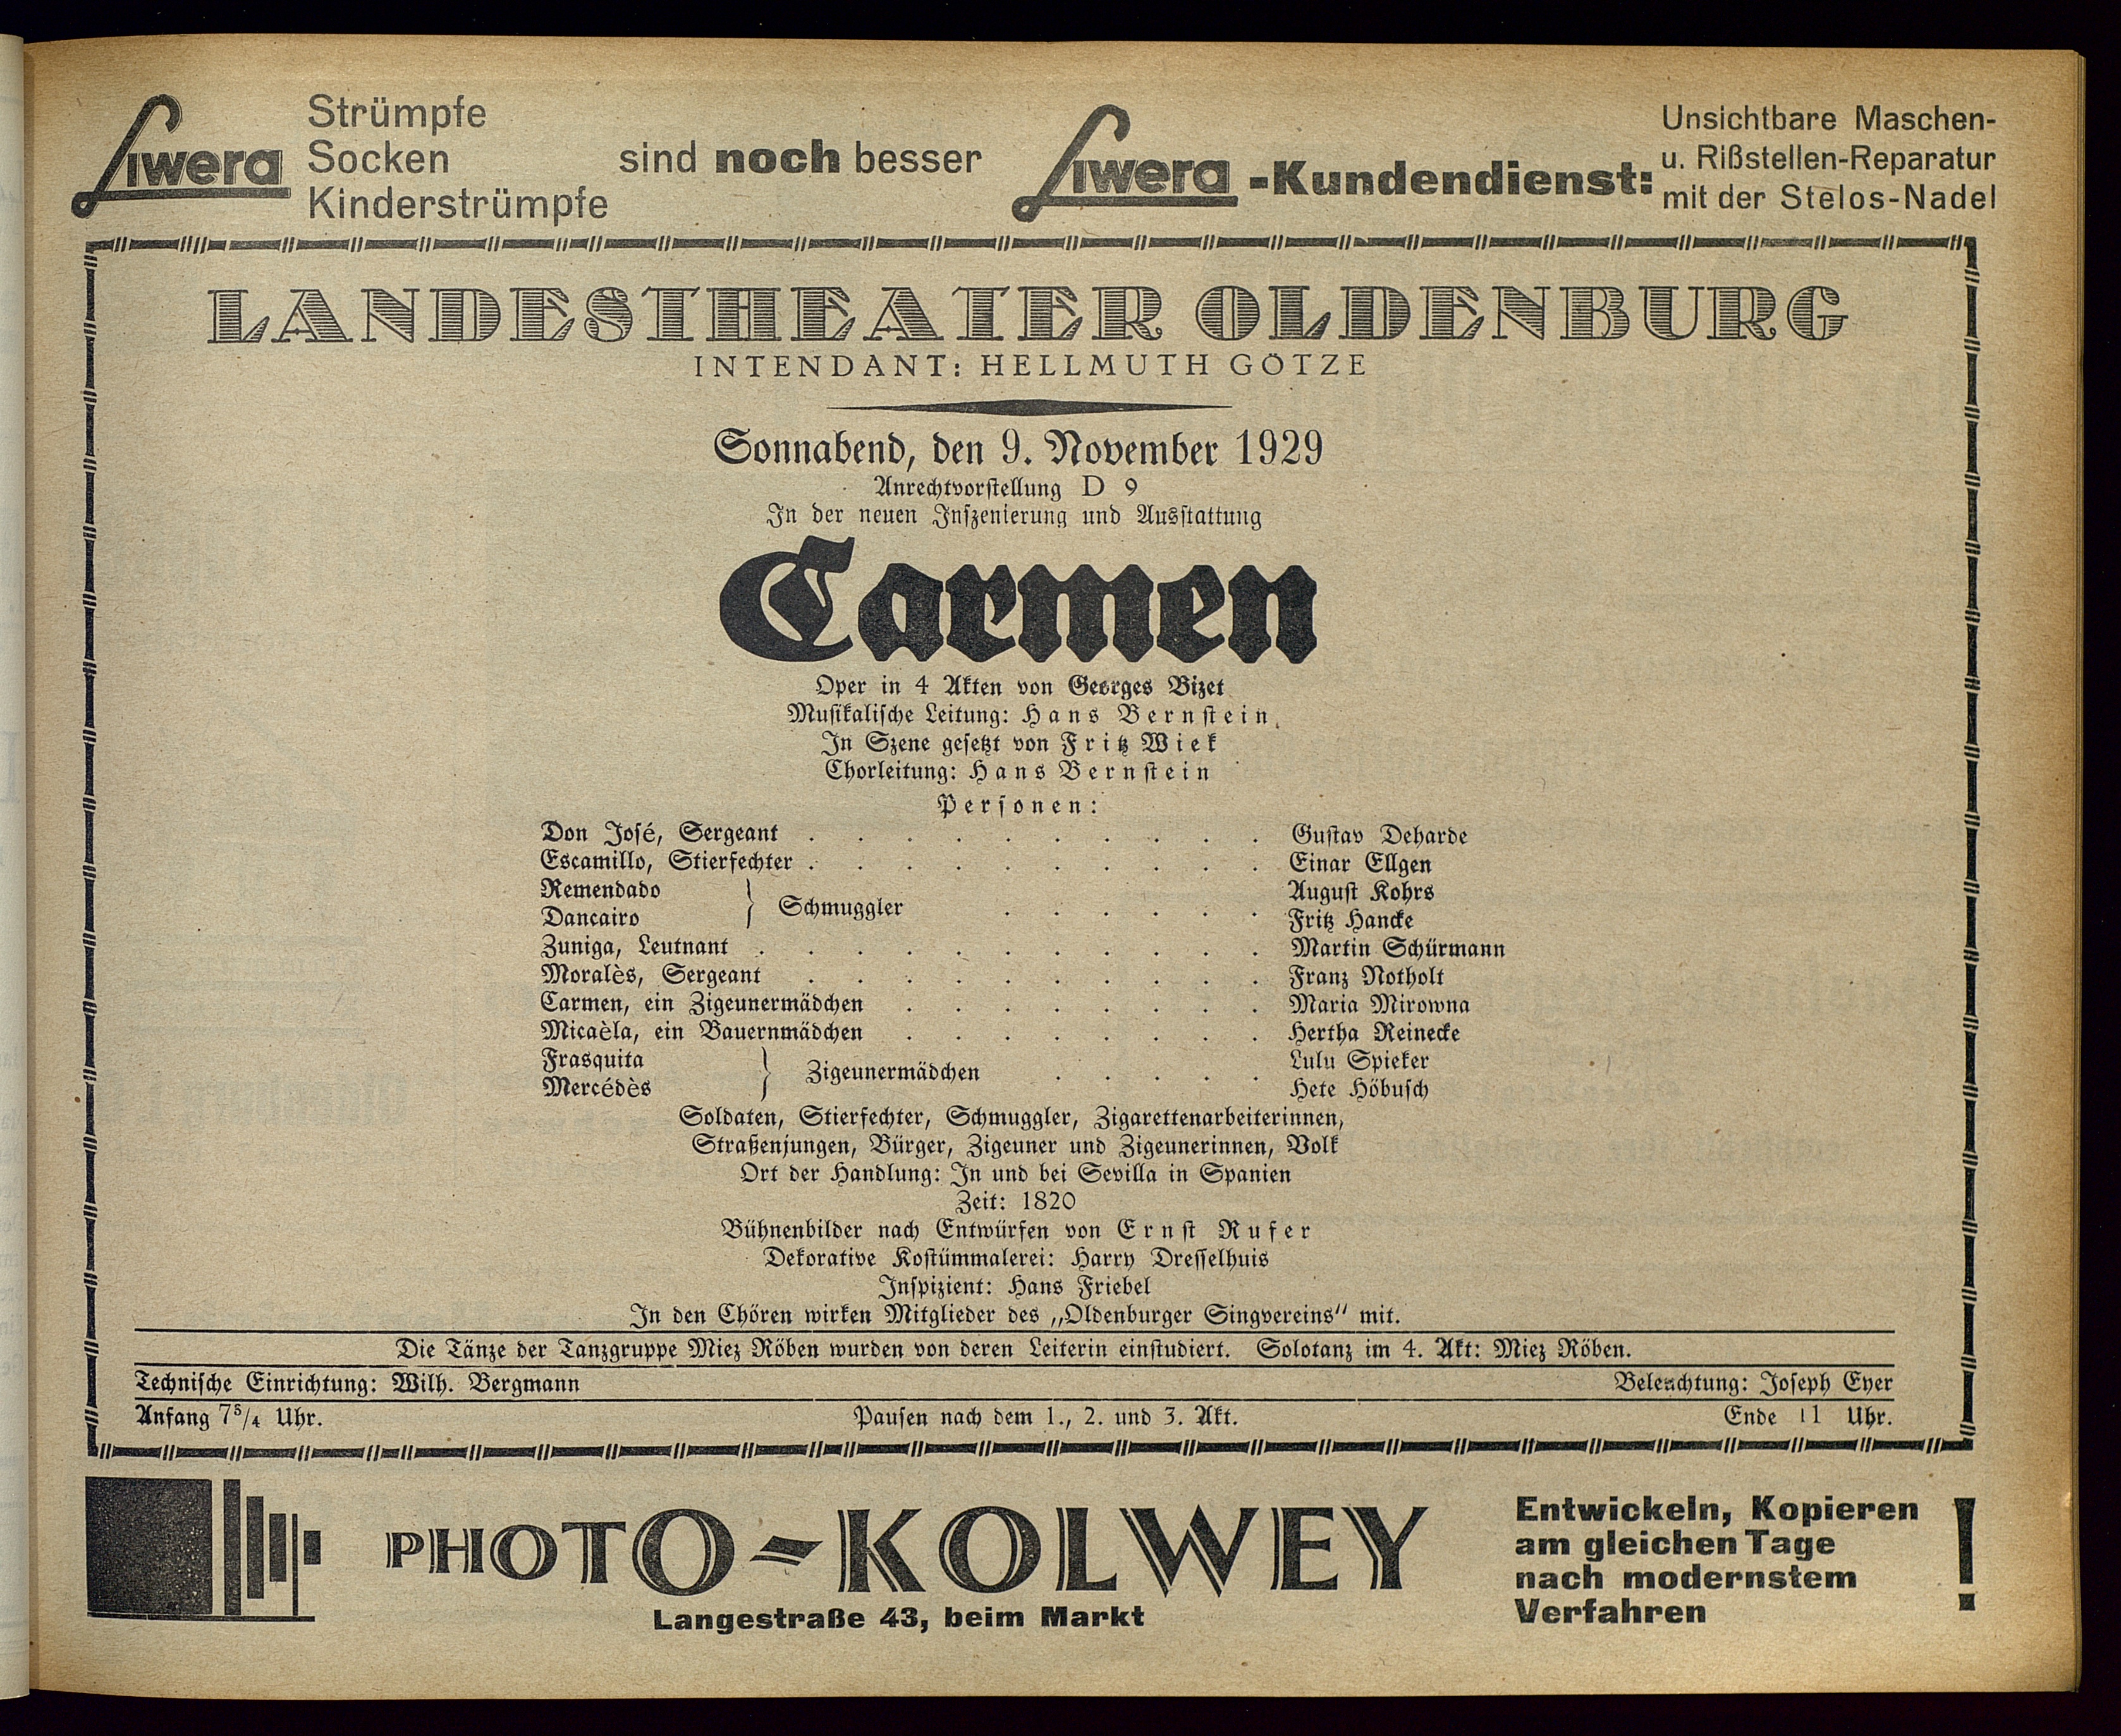 Liwera Strümpfe
Socken
Kinderstrümpfe
sind noch besser
Liwera-Kundendienst:
Unsichtbare Maschen-
u. Rißstellen-Reparatur
mit der Stelos-Nadel
LANDESTHEATER OLDENBURG
INTENDANT: HELLMUTH GÖTZE
Sonnabend, den 9. November 1929
Anrechtvorstellung D 9
In der neuen Inszenierung und Ausstattung
Carmen
Oper in 4 Akten von Georges Bizet
Musikalische Leitung: Hans Bernstein
In Szene gesetzt von Fritz Wiek
Chorleitung: Hans Bernstein
Personen:
Don José, Sergeant . . . . . . . . . . Gustav Deharde
Escamillo, Stierfechter . . . . . . . . . . Einar Ellgen
Remendado } Schmuggler . . . . . . August Kohrs
Dancairo Fritz Hancke
Zuniga, Leutnant . . . . . . . . . . . Martin Schürmann
Moralès, Sergeant . . . . . . . . . . Franz Notholt
Carmen, ein Zigeunermädchen . . . . . . . . Maria Mirowna
Micaèla, ein Bauernmädchen . . . . . . . . Hertha Reinecke
Frasquita } Zigeunermädchen . . . . . Lulu Spieker
Mercédès Hete Höbusch
Soldaten, Stierfechter, Schmuggler, Zigarettenarbeiterinnen,
Straßenjungen, Bürger, Zigeuner und Zigeunerinnen, Volk
Ort der Handlung: In und bei Sevilla in Spanien
Zeit: 1820
Bühnenbilder nach Entwürfen von Ernst Rufer
Dekorative Kostümmalerei: Harry Dresselhuis
Inspizient: Hans Friebel
In den Chören wirken Mitglieder des „Oldenburger Singvereins" mit.
Die Tänze der Tanzgruppe Miez Röben wurden von deren Leiterin einstudiert. Solotanz im 4. Akt: Miez Röben.
Technische Einrichtung: Wilh. Bergmann Beleuchtung: Joseph Eyer
Anfang 7 3/4 Uhr. Pausen nach dem 1., 2. und 3. Akt. Ende 11 Uhr.
PHOTO-KOLWEY
Langestraße 43, beim Markt
Entwickeln, Kopieren
am gleichen Tage
nach modernstem
Verfahren !